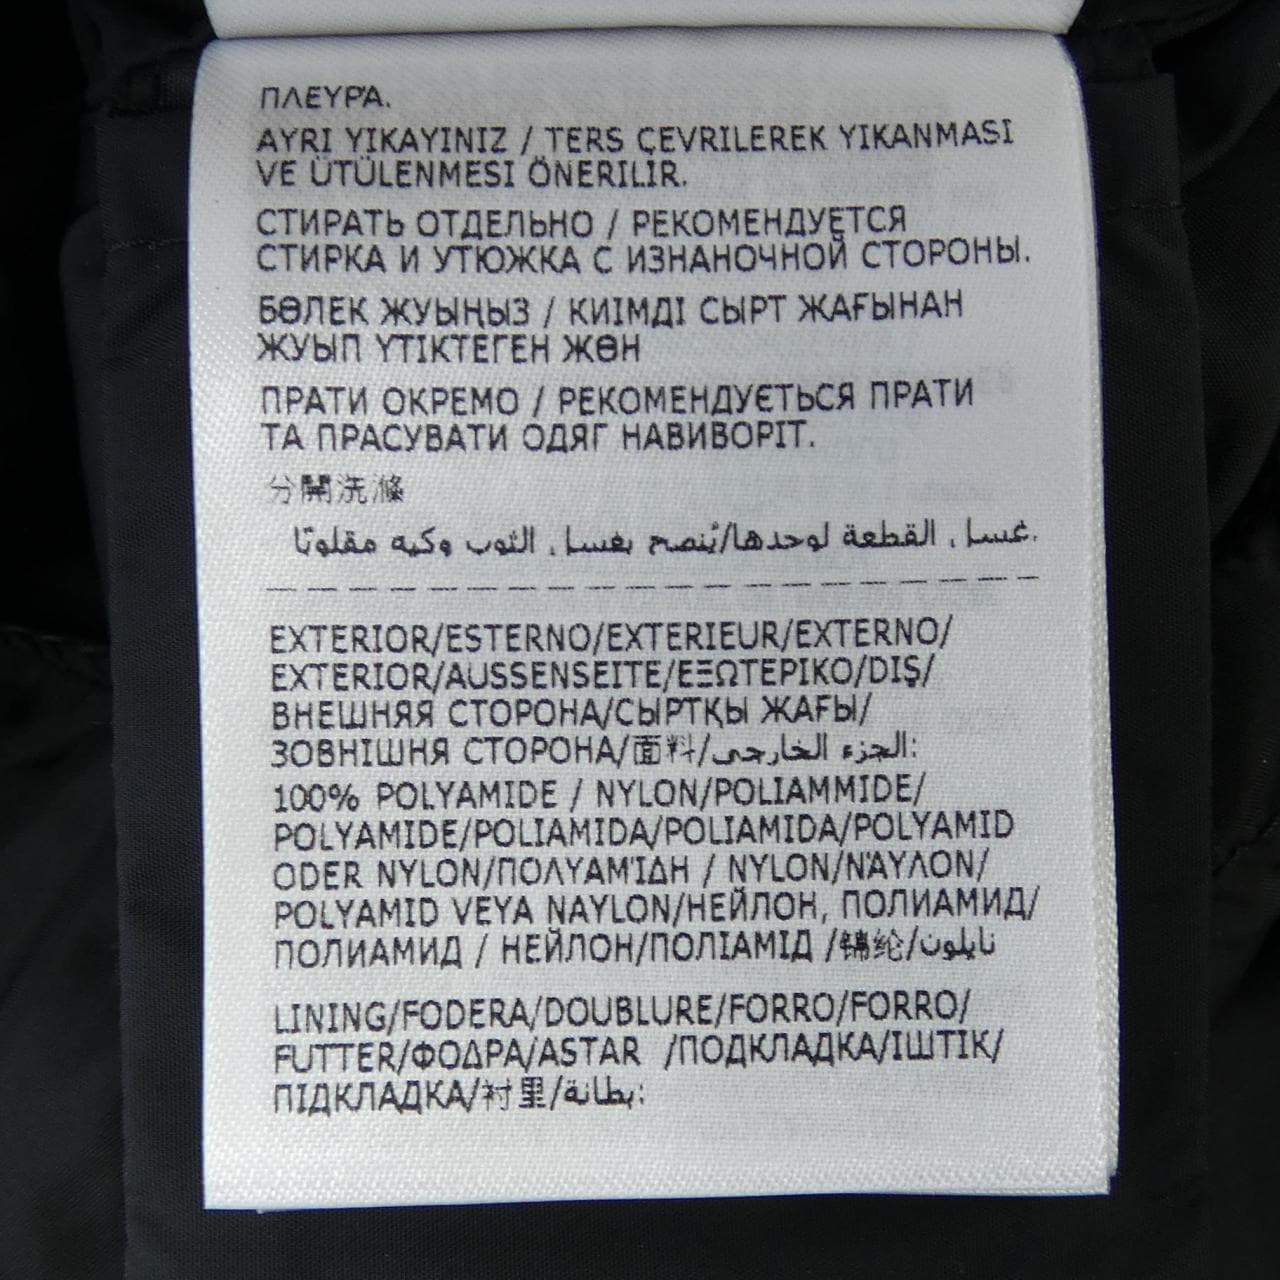 ΠΛΕΥΡΆ.
AYRI YIKAYINIZ / TERS ÇEVRILEREK YIKANMASI
VE ÜTÜLENMESI ÖNERILIR.
СТИРАТЬ ОТДЕЛЬНО / РЕКОМЕНДУЕТСЯ
СТИРКА И УТЮЖКА С ИЗНАНОЧНОЙ СТОРОНЫ.
БӨЛЕК ЖУЫҢЫЗ / КИІМДІ СЫРТ ЖАҒЫНАН
ЖУЫП ҮТІКТЕГЕН ЖӨН
ПРАТИ ОКРЕМО / РЕКОМЕНДУЄТЬСЯ ПРАТИ
ТА ПРАСУВАТИ ОДЯГ НАВИВОРІТ.
分開洗滌
غسل القطعة لوحدها/يُنصح بغسل الثوب وكيه مقلوبًا.
EXTERIOR/ESTERNO/EXTERIEUR/EXTERNO/
EXTERIOR/AUSSENSEITE/ΕΞΩΤΕΡΙΚΟ/DIŞ/
ВНЕШНЯЯ СТОРОНА/СЫРТҚЫ ЖАҒЫ/
ЗОВНІШНЯ СТОРОНА/面料/الجزء الخارجي:
100% POLYAMIDE / NYLON/POLIAMMIDE/
POLYAMIDE/POLIAMIDA/POLIAMIDA/POLYAMID
ODER NYLON/ΠΟΛΥΑΜΊΔΗ / NYLON/ΝΆΥΛΟΝ/
POLYAMID VEYA NAYLON/НЕЙЛОН, ПОЛИАМИД/
ПОЛИАМИД / НЕЙЛОН/ПОЛІАМІД /锦纶/نايلون
LINING/FODERA/DOUBLURE/FORRO/FORRO/
FUTTER/ΦΟΔΡΑ/ASTAR /ПОДКЛАДКА/ІШТІК/
ПІДКЛАДКА/衬里/بطانة: